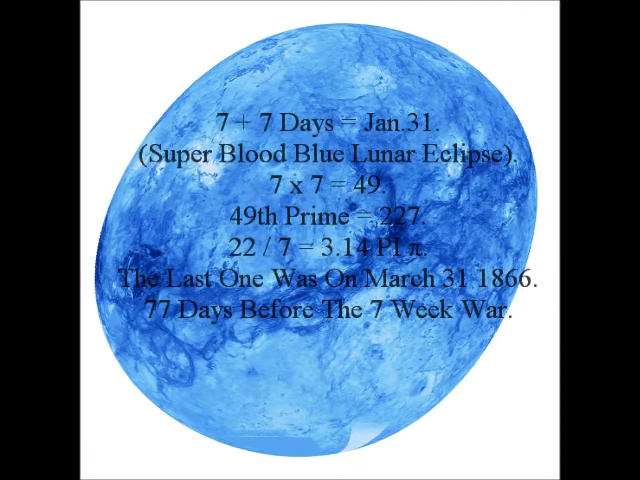 7 + 7 Days = Jan.31.
(Super Blood Blue Lunar Eclipse).
7 x 7 = 49.
49th Prime = 227.
22 / 7 = 3.14 PI π.
The Last One Was On March 31 1866.
77 Days Before The 7 Week War.